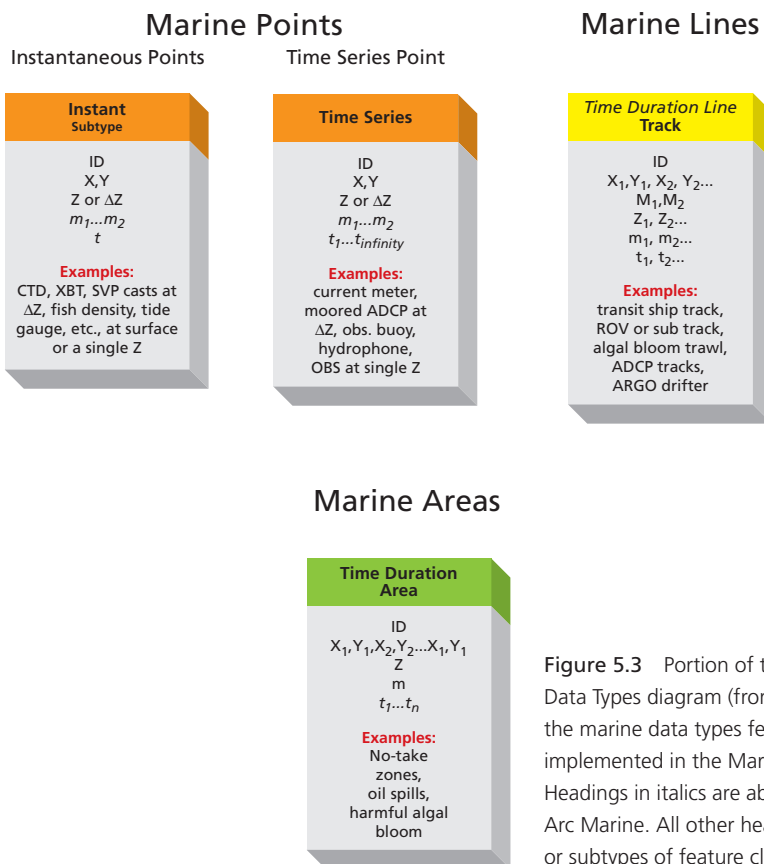 Marine Points
Instantaneous Points
Instant
Subtype
ID
X,Y
Z or ΔZ
m₁...m₂
t
Examples:
CTD, XBT, SVP casts at
ΔZ, fish density, tide
gauge, etc., at surface
or a single Z
Time Series Point
Time Series
ID
X,Y
Z or ΔZ
m₁...m₂
t₁...t_infinity
Examples:
current meter,
moored ADCP at
ΔZ, obs. buoy,
hydrophone,
OBS at single Z
Marine Lines
Time Duration Line
Track
ID
X₁,Y₁, X₂, Y₂...
M₁,M₂
Z₁, Z₂...
m₁, m₂...
t₁, t₂...
Examples:
transit ship track,
ROV or sub track,
algal bloom trawl,
ADCP tracks,
ARGO drifter
Marine Areas
Time Duration
Area
ID
X₁,Y₁,X₂,Y₂...X₁,Y₁
Z
m
t₁...tₙ
Examples:
No-take
zones,
oil spills,
harmful algal
bloom
Figure 5.3 Portion of
Data Types diagram
the marine data types
implemented in the
Headings in italics are
Arc Marine. All other
or subtypes of feature